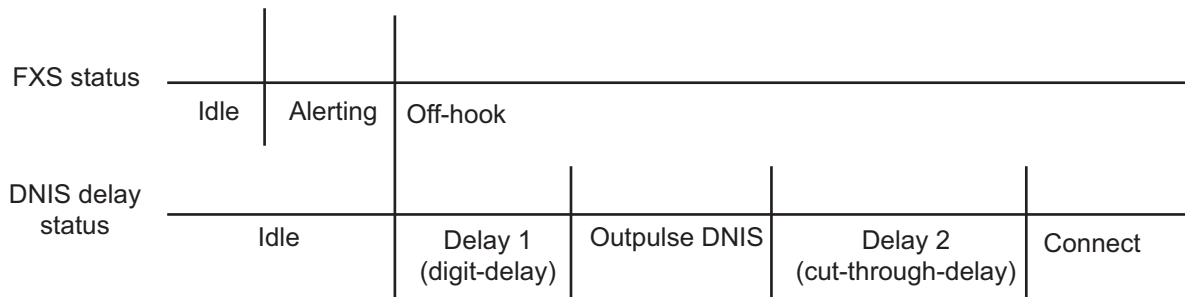 FXS status
Idle
Alerting
Off-hook
DNIS delay
status
Idle
Delay 1
(digit-delay)
Outpulse DNIS
Delay 2
(cut-through-delay)
Connect